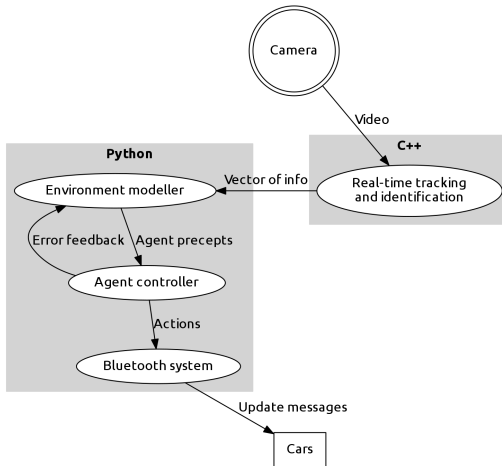 Camera
Video
C++
Python
Real-time tracking
and identification
Vector of info
Environment modeller
Error feedback
Agent precepts
Agent controller
Actions
Bluetooth system
Update messages
Cars